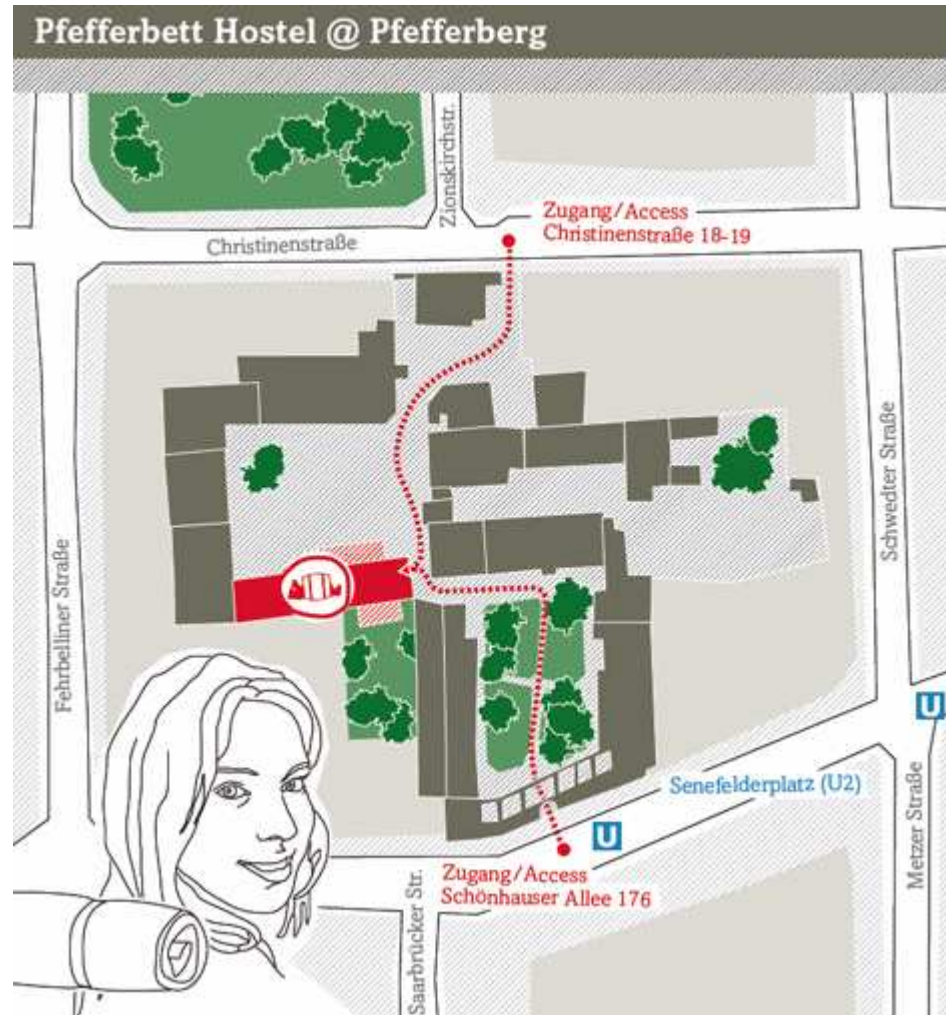 Pfefferbett Hostel @ Pfefferberg
Zionskirchstr.
Zugang/Access
Christinenstraße 18-19
Christinenstraße
Schwedter Straße
Fehrbelliner Straße
U
Senefelderplatz (U2)
U
Metzer Straße
Zugang/Access
Schönhauser Allee 176
Saarbrücker Str.